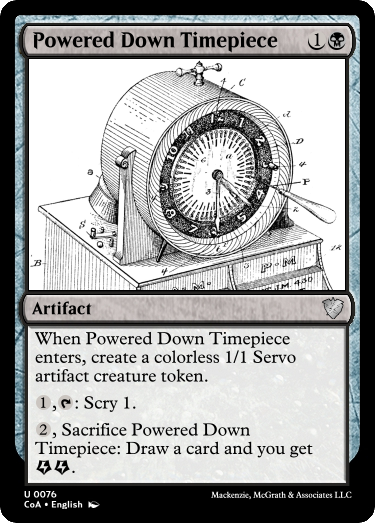 Powered Down Timepiece 1
Artifact
When Powered Down Timepiece
enters, create a colorless 1/1 Servo
artifact creature token.
1, : Scry 1.
2, Sacrifice Powered Down
Timepiece: Draw a card and you get
.
U 0076
CoA • English
Mackenzie, McGrath & Associates LLC